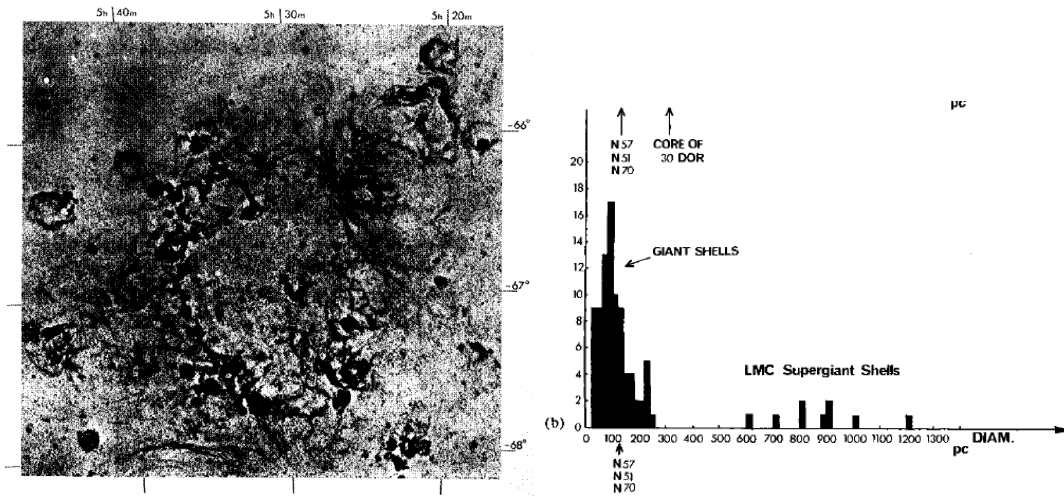 5h 40m 5h 30m 5h 20m
-66°
-67°
-68°
pc
N57 CORE OF
N51 30 DOR
N70
20
18
16
14
GIANT SHELLS
12
10
8
6
LMC Supergiant Shells
4
2
(b) 0
0 100 200 300 400 500 600 700 800 900 1000 1100 1200 1300 DIAM.
pc
N57
N51
N70